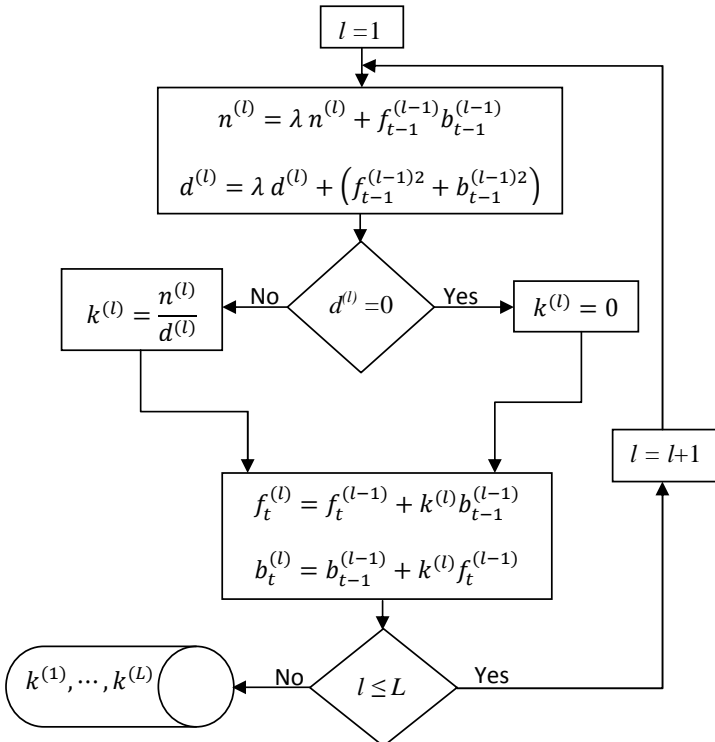 l =1
n^{(l)} = λ n^{(l)} + f_{t-1}^{(l-1)} b_{t-1}^{(l-1)}
d^{(l)} = λ d^{(l)} + (f_{t-1}^{(l-1)2} + b_{t-1}^{(l-1)2})
d^{(l)} =0
No
Yes
k^{(l)} = n^{(l)} / d^{(l)}
k^{(l)} = 0
l = l+1
f_t^{(l)} = f_t^{(l-1)} + k^{(l)} b_{t-1}^{(l-1)}
b_t^{(l)} = b_{t-1}^{(l-1)} + k^{(l)} f_t^{(l-1)}
l ≤ L
No
Yes
k^{(1)}, ⋯, k^{(L)}